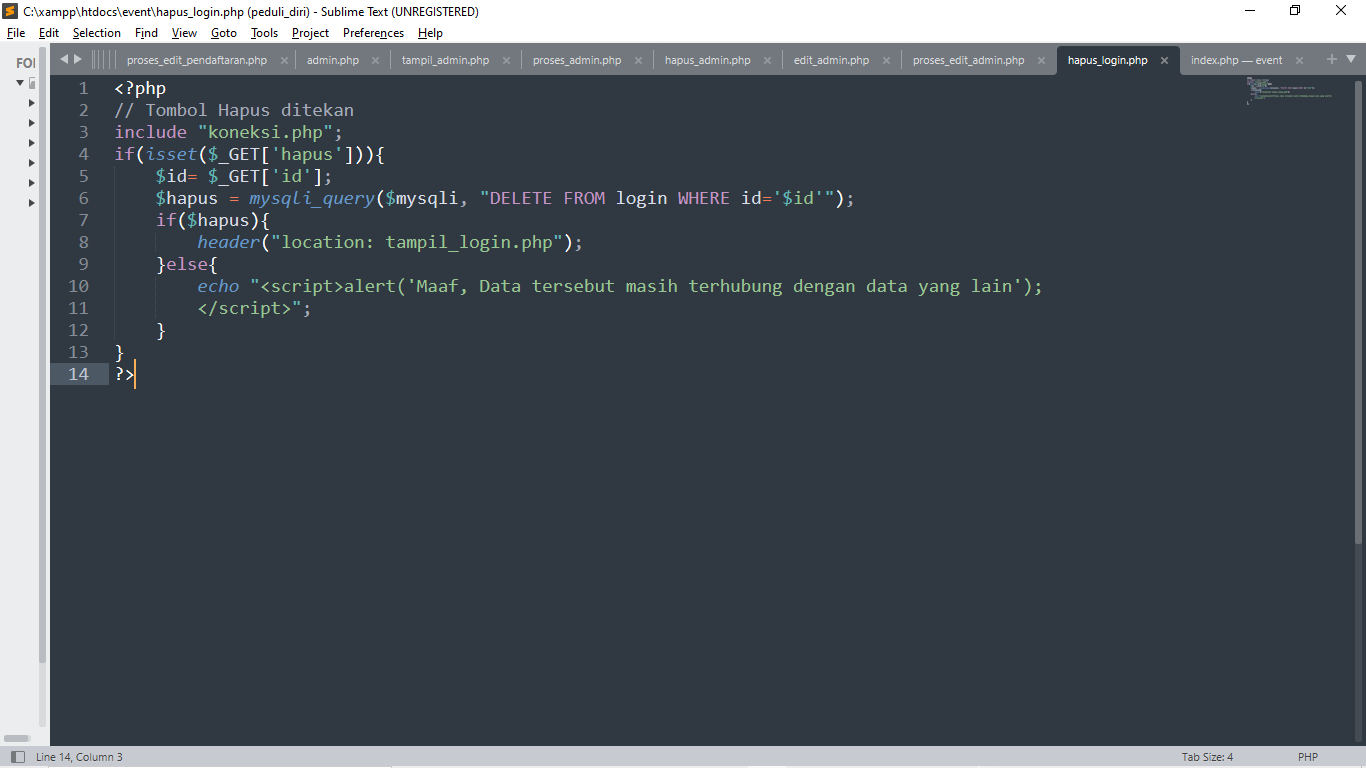 C:\xampp\htdocs\event\hapus_login.php (peduli_diri) - Sublime Text (UNREGISTERED)
File Edit Selection Find View Goto Tools Project Preferences Help
FOI
proses_edit_pendaftaran.php × admin.php × tampil_admin.php × proses_admin.php × hapus_admin.php × edit_admin.php × proses_edit_admin.php × hapus_login.php × index.php — event ×
1 <?php
2 // Tombol Hapus ditekan
3 include "koneksi.php";
4 if(isset($_GET['hapus'])){
5     $id= $_GET['id'];
6     $hapus = mysqli_query($mysqli, "DELETE FROM login WHERE id='$id'");
7     if($hapus){
8         header("location: tampil_login.php");
9     }else{
10         echo "<script>alert('Maaf, Data tersebut masih terhubung dengan data yang lain');
11         </script>";
12     }
13 }
14 ?>
Line 14, Column 3 Tab Size: 4 PHP